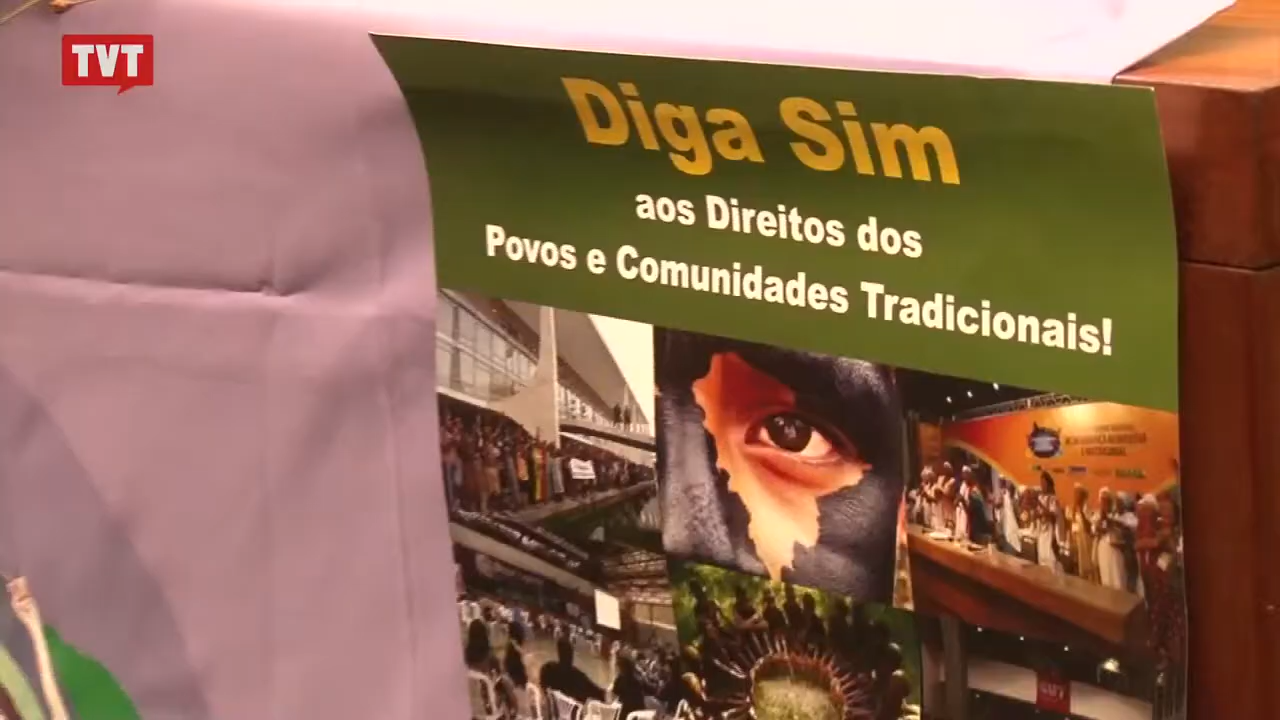 TVT
Diga Sim
aos Direitos dos
Povos e Comunidades Tradicionais!